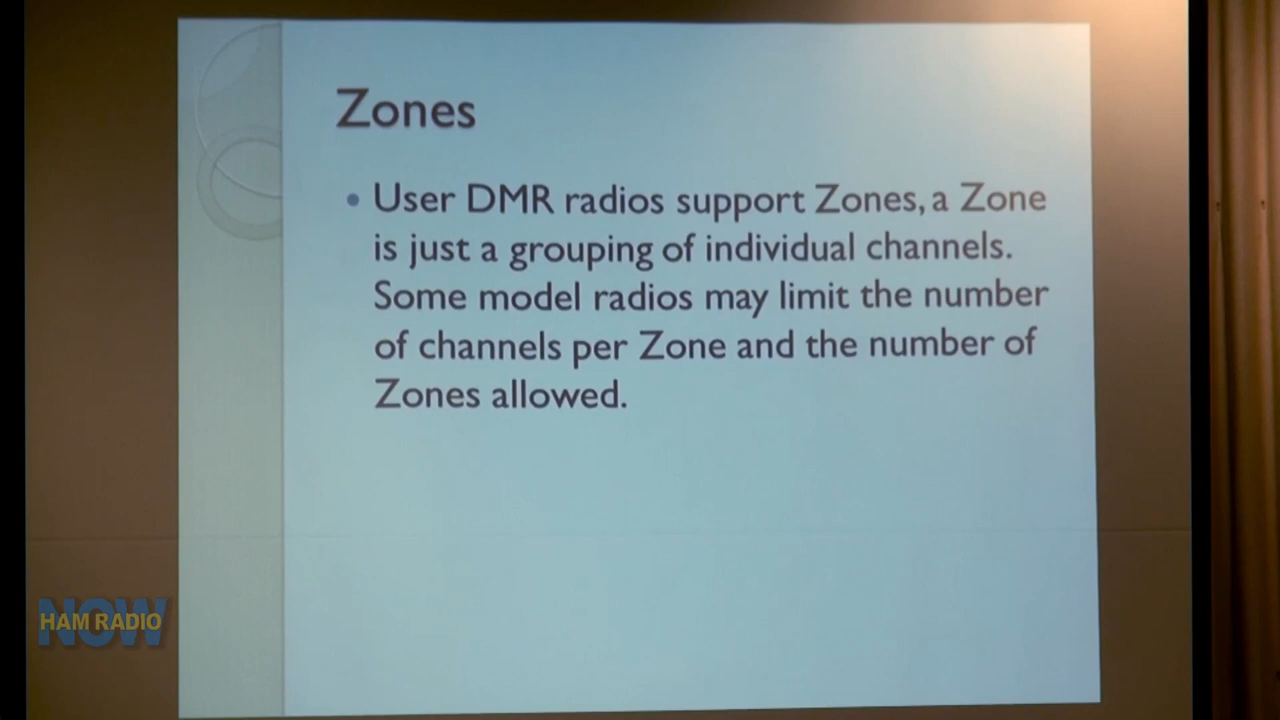 Zones
• User DMR radios support Zones, a Zone
is just a grouping of individual channels.
Some model radios may limit the number
of channels per Zone and the number of
Zones allowed.
HAM RADIO
NOW